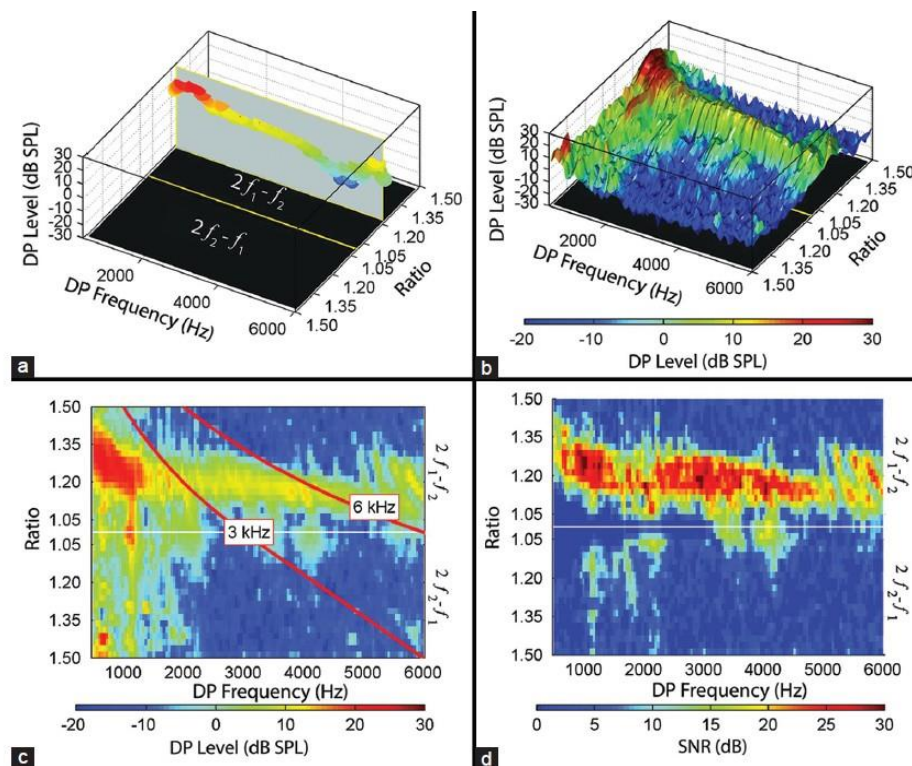 DP Level (dB SPL)
30
20
10
0
-10
-20
-30
2f₁-f₂
2f₂-f₁
2000
4000
6000
DP Frequency (Hz)
1.50
1.35
1.20
1.05
1.05
1.20
1.35
1.50
Ratio
a
DP Level (dB SPL)
30
20
10
0
-10
-20
-30
2000
4000
6000
DP Frequency (Hz)
1.50
1.35
1.20
1.05
1.05
1.20
1.35
1.50
Ratio
-20 -10 0 10 20 30
DP Level (dB SPL)
b
Ratio
1.50
1.35
1.20
1.05
1.05
1.20
1.35
1.50
3 kHz
6 kHz
2f₁-f₂
2f₂-f₁
1000 2000 3000 4000 5000 6000
DP Frequency (Hz)
-20 -10 0 10 20 30
DP Level (dB SPL)
c
Ratio
1.50
1.35
1.20
1.05
1.05
1.20
1.35
1.50
2f₁-f₂
2f₂-f₁
1000 2000 3000 4000 5000 6000
DP Frequency (Hz)
0 5 10 15 20 25 30
SNR (dB)
d